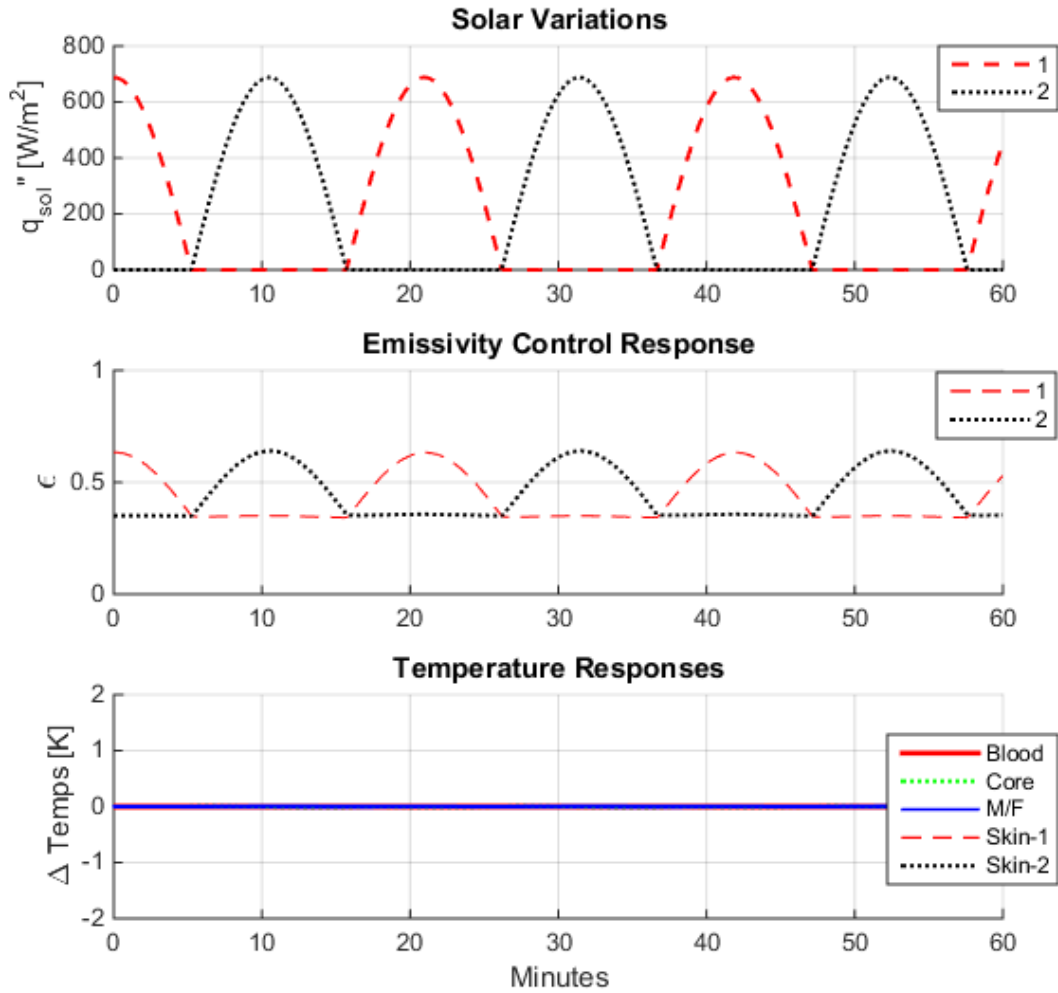 Solar Variations
q_sol" [W/m²]
800
600
400
200
0
0 10 20 30 40 50 60
1
2
Emissivity Control Response
ϵ
1
0.5
0
0 10 20 30 40 50 60
1
2
Temperature Responses
Δ Temps [K]
2
1
0
-1
-2
0 10 20 30 40 50 60
Minutes
Blood
Core
M/F
Skin-1
Skin-2